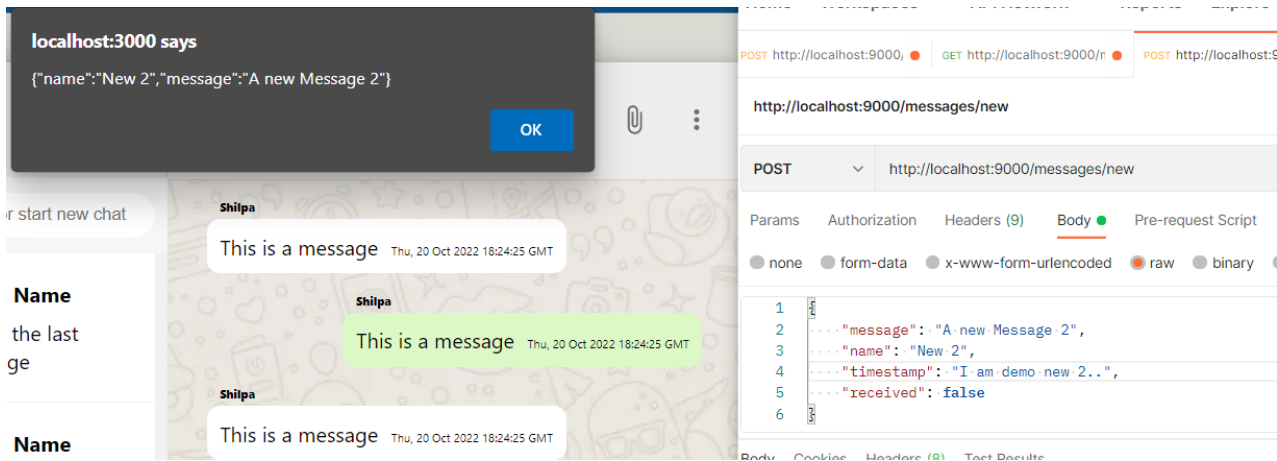 localhost:3000 says
{"name":"New 2","message":"A new Message 2"}
OK
or start new chat
Name
the last
ge
Name
Shilpa
This is a message Thu, 20 Oct 2022 18:24:25 GMT
Shilpa
This is a message Thu, 20 Oct 2022 18:24:25 GMT
Shilpa
This is a message Thu, 20 Oct 2022 18:24:25 GMT
POST http://localhost:9000/ GET http://localhost:9000/n POST http://localhost:9
http://localhost:9000/messages/new
POST http://localhost:9000/messages/new
Params Authorization Headers (9) Body Pre-request Script
none form-data x-www-form-urlencoded raw binary
1 {
2 "message": "A new Message 2",
3 "name": "New 2",
4 "timestamp": "I am demo new 2..",
5 "received": false
6 }
Body Cookies Headers (8) Test Results